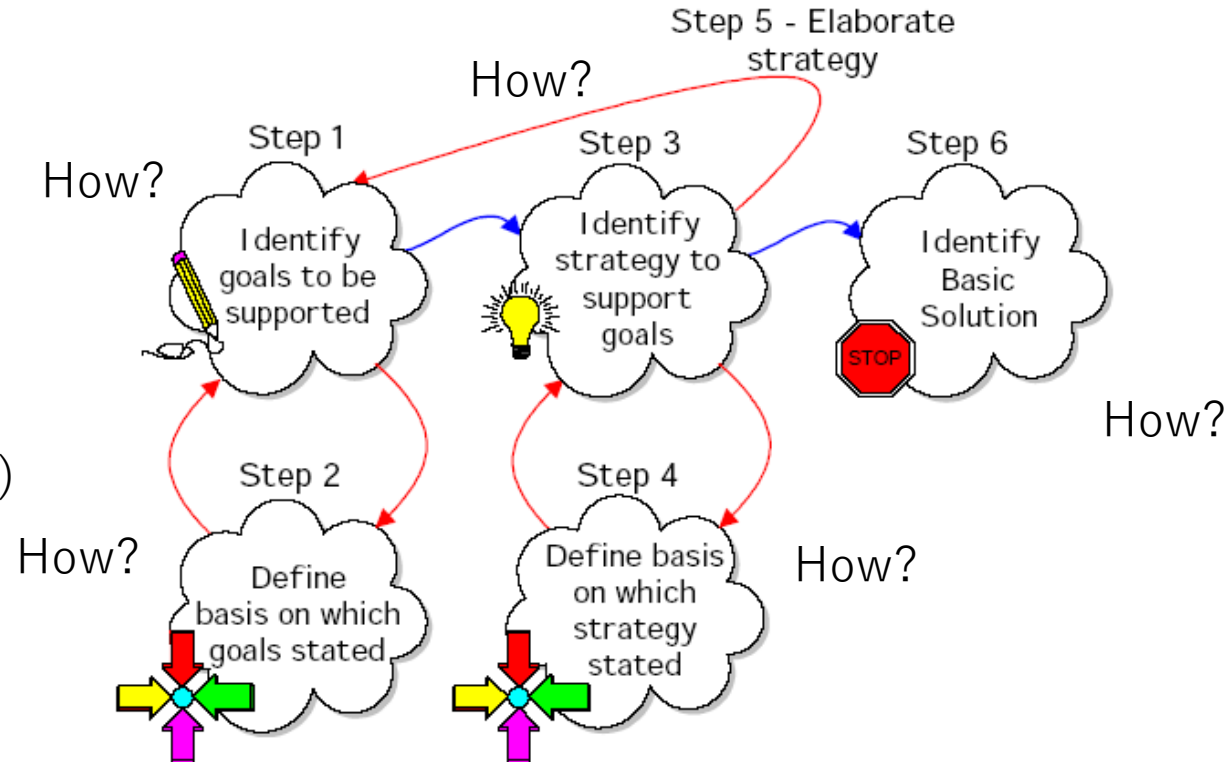 Step 5 - Elaborate
strategy
How?
Step 1
Step 3
Step 6
How?
Identify
goals to be
supported
Identify
strategy to
support
goals
Identify
Basic
Solution
STOP
How?
)
Step 2
Step 4
How?
Define
basis on which
goals stated
Define basis
on which
strategy
stated
How?